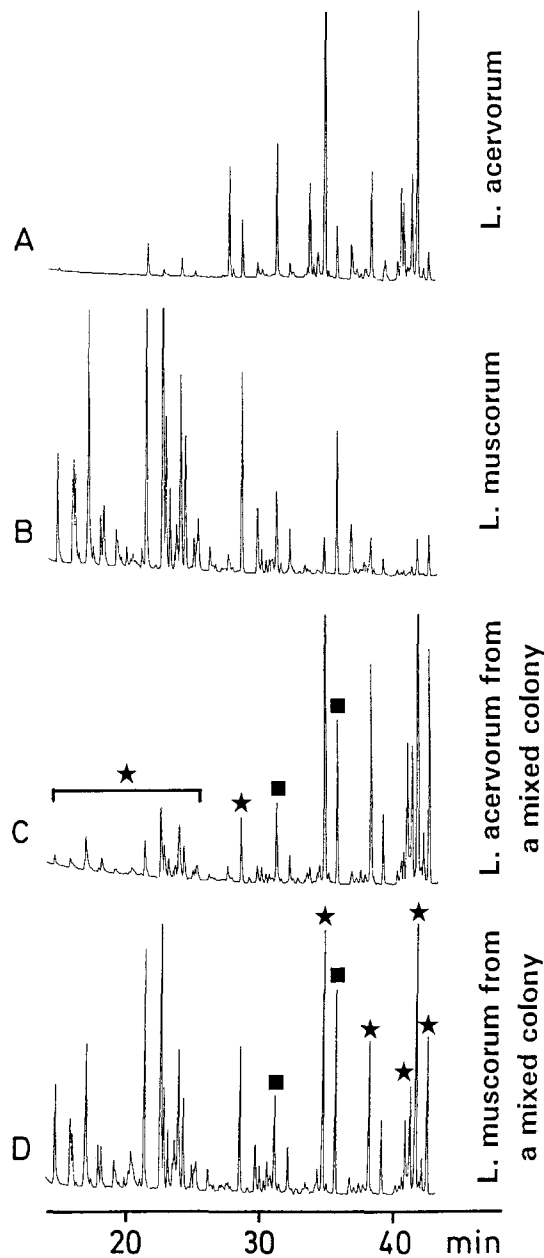 A
L. acervorum
B
L. muscorum
C
L. acervorum from
a mixed colony
D
L. muscorum from
a mixed colony
20 30 40 min